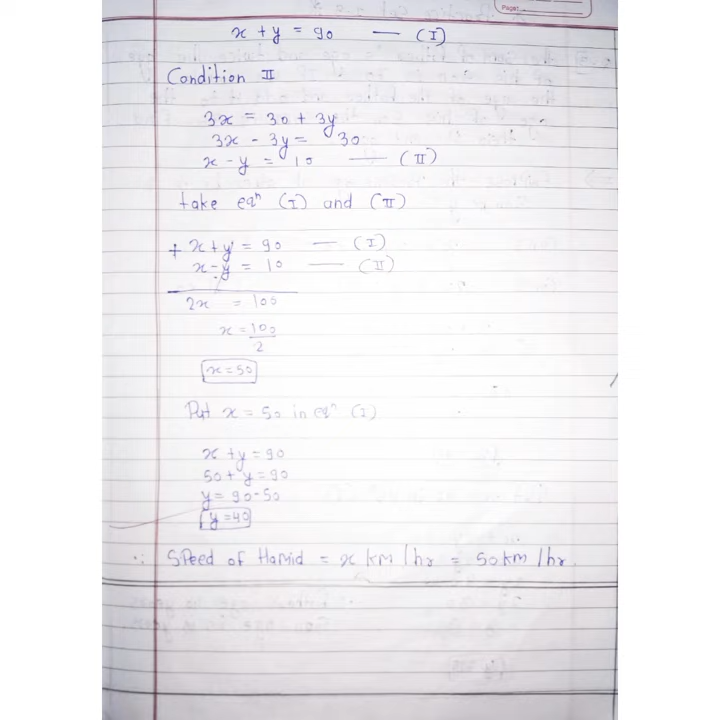 Page:
x + y = 90 — (I)
Condition II
3x = 30 + 3y
3x - 3y = 30
x - y = 10 — (II)
take eqⁿ (I) and (II)
+ x + y = 90 — (I)
x - y = 10 — (II)
2x = 100
x = 100/2
x = 50
Put x = 50 in eqⁿ (I)
x + y = 90
50 + y = 90
y = 90 - 50
y = 40
∴ Speed of Hamid = x km/hr = 50 km/hr.